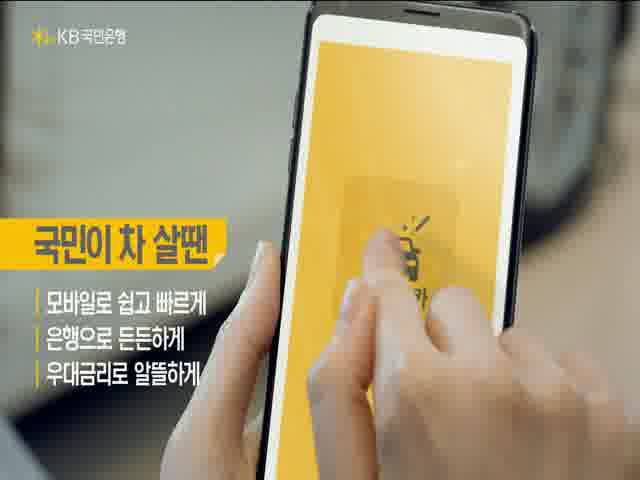 KB국민은행
국민이 차 살땐
모바일로 쉽고 빠르게
은행으로 든든하게
우대금리로 알뜰하게
카